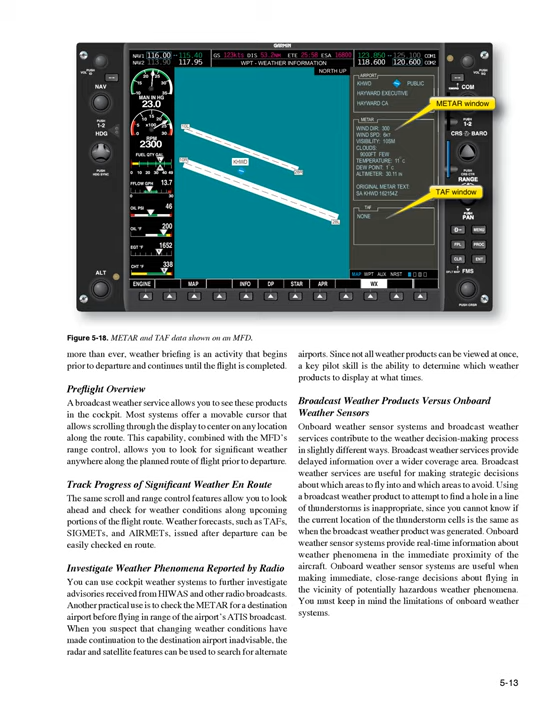 GARMIN
NAV1 116.00 ↔ 115.40
NAV2 113.90 117.95
GS 123kts DIS 53.2nm ETE 25.56 ESA 16800
WPT - WEATHER INFORMATION
123.850 ↔ 125.100 COM1
118.600 120.600 COM2
NORTH UP
AIRPORT
KHWD PUBLIC
HAYWARD EXECUTIVE
HAYWARD CA
METAR
WIND DIR: 300
WIND SPD: 6KT
VISIBILITY: 10SM
CLOUDS:
9000FT FEW
TEMPERATURE: 11 C
DEW POINT: 1 C
ALTIMETER: 30.11 in
ORIGINAL METAR TEXT:
SA KHWD 162154Z
TAF
NONE
MAP WPT AUX NRST
METAR window
TAF window
NAV
PUSH
1-2
HDG
PUSH
HDG SYNC
ALT
MAN IN HG
23.0
RPM
2300
FUEL QTY GAL
0 10 20 30 40
FFLOW GPH 13.7
OIL PSI 46
OIL °F 200
EGT °F 1652
CHT °F 338
KHWD
ENGINE MAP INFO DP STAR APR WX
COM
PUSH
1-2
CRS BARO
RANGE
PUSH
PAN
MENU
FPL PROC
CLR ENT
FMS
PUSH CRSR
Figure 5-18. METAR and TAF data shown on an MFD.
more than ever, weather briefing is an activity that begins
prior to departure and continues until the flight is completed.
Preflight Overview
A broadcast weather service allows you to see these products
in the cockpit. Most systems offer a movable cursor that
allows scrolling through the display to center on any location
along the route. This capability, combined with the MFD’s
range control, allows you to look for significant weather
anywhere along the planned route of flight prior to departure.
Track Progress of Significant Weather En Route
The same scroll and range control features allow you to look
ahead and check for weather conditions along upcoming
portions of the flight route. Weather forecasts, such as TAFs,
SIGMETs, and AIRMETs, issued after departure can be
easily checked en route.
Investigate Weather Phenomena Reported by Radio
You can use cockpit weather systems to further investigate
advisories received from HIWAS and other radio broadcasts.
Another practical use is to check the METAR for a destination
airport before flying in range of the airport’s ATIS broadcast.
When you suspect that changing weather conditions have
made continuation to the destination airport inadvisable, the
radar and satellite features can be used to search for alternate
airports. Since not all weather products can be viewed at once,
a key pilot skill is the ability to determine which weather
products to display at what times.
Broadcast Weather Products Versus Onboard
Weather Sensors
Onboard weather sensor systems and broadcast weather
services contribute to the weather decision-making process
in slightly different ways. Broadcast weather services provide
delayed information over a wider coverage area. Broadcast
weather services are useful for making strategic decisions
about which areas to fly into and which areas to avoid. Using
a broadcast weather product to attempt to find a hole in a line
of thunderstorms is inappropriate, since you cannot know if
the current location of the thunderstorm cells is the same as
when the broadcast weather product was generated. Onboard
weather sensor systems provide real-time information about
weather phenomena in the immediate proximity of the
aircraft. Onboard weather sensor systems are useful when
making immediate, close-range decisions about flying in
the vicinity of potentially hazardous weather phenomena.
You must keep in mind the limitations of onboard weather
systems.
5-13